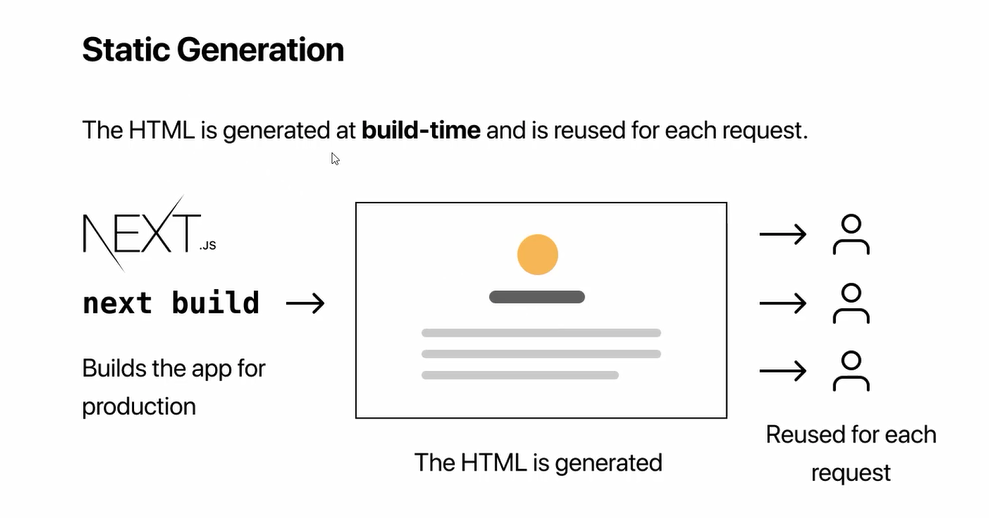 Static Generation
The HTML is generated at build-time and is reused for each request.
NEXT.JS
next build
Builds the app for
production
The HTML is generated
Reused for each
request